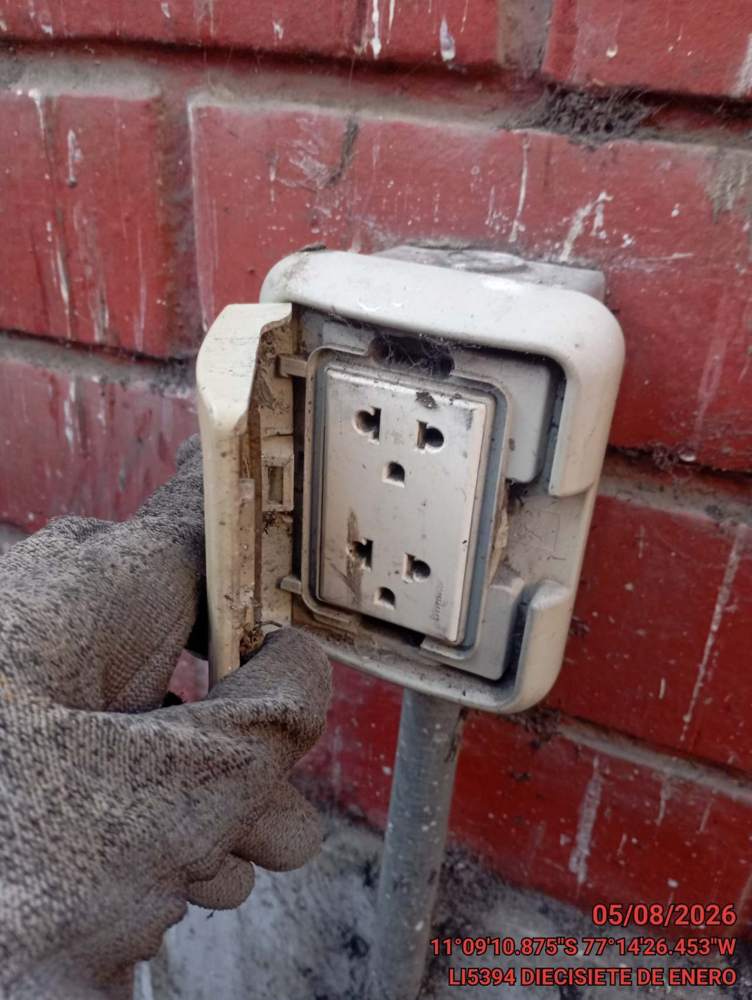 05/08/2026
11°09'10.875"S 77°14'26.453"W
LI5394 DIECISIETE DE ENERO